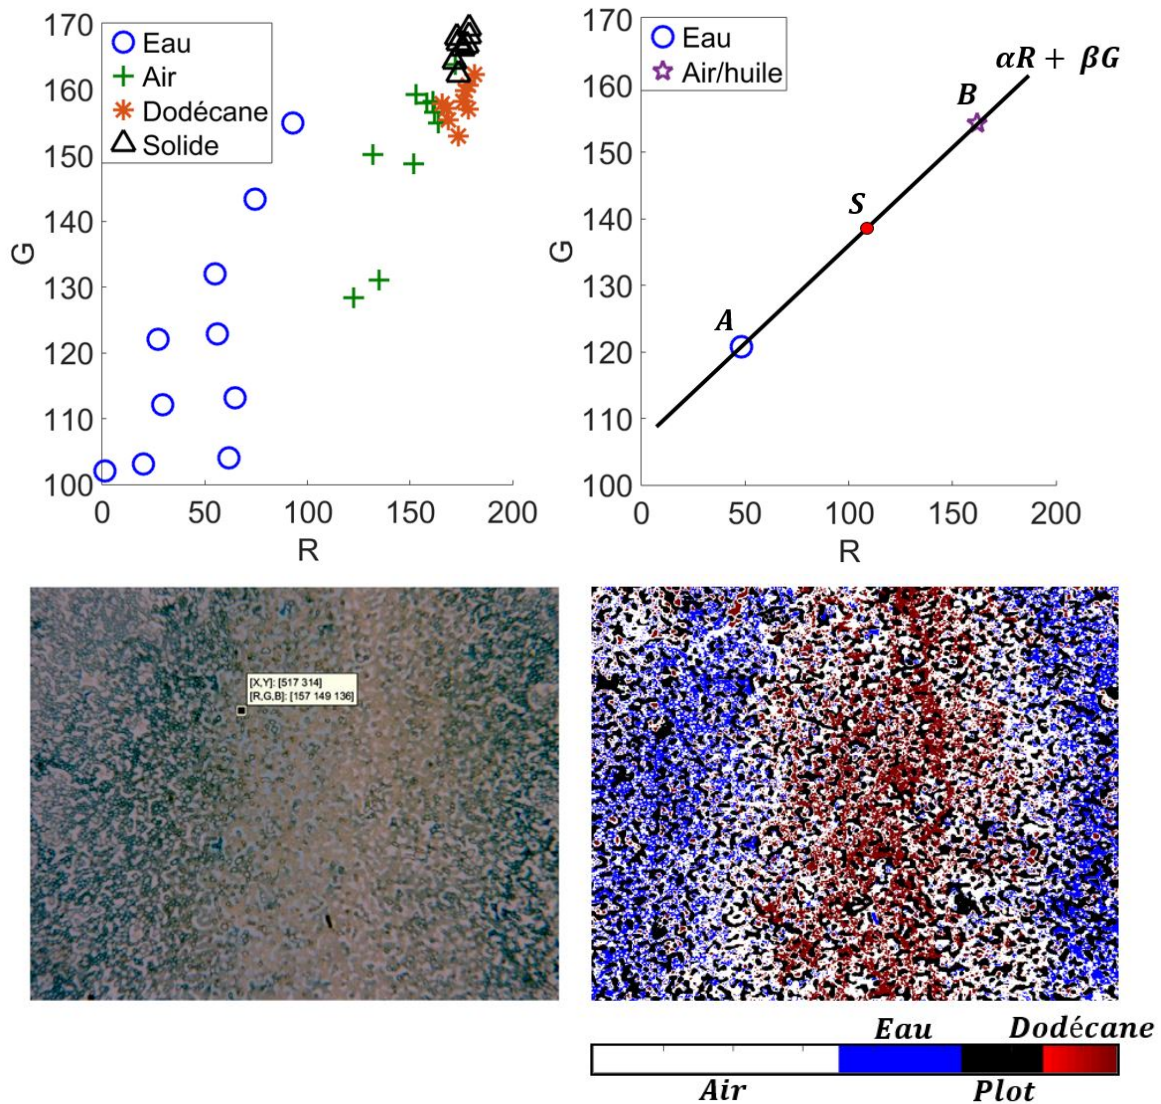 170
160
150
140
130
120
110
100
G
Eau
Air
Dodécane
Solide
0
50
100
150
200
R
170
160
150
140
130
120
110
100
G
Eau
Air/huile
αR + βG
B
S
A
0
50
100
150
200
R
[X,Y]: [517 314]
[R,G,B]: [157 149 136]
Eau Dodécane
Air Plot